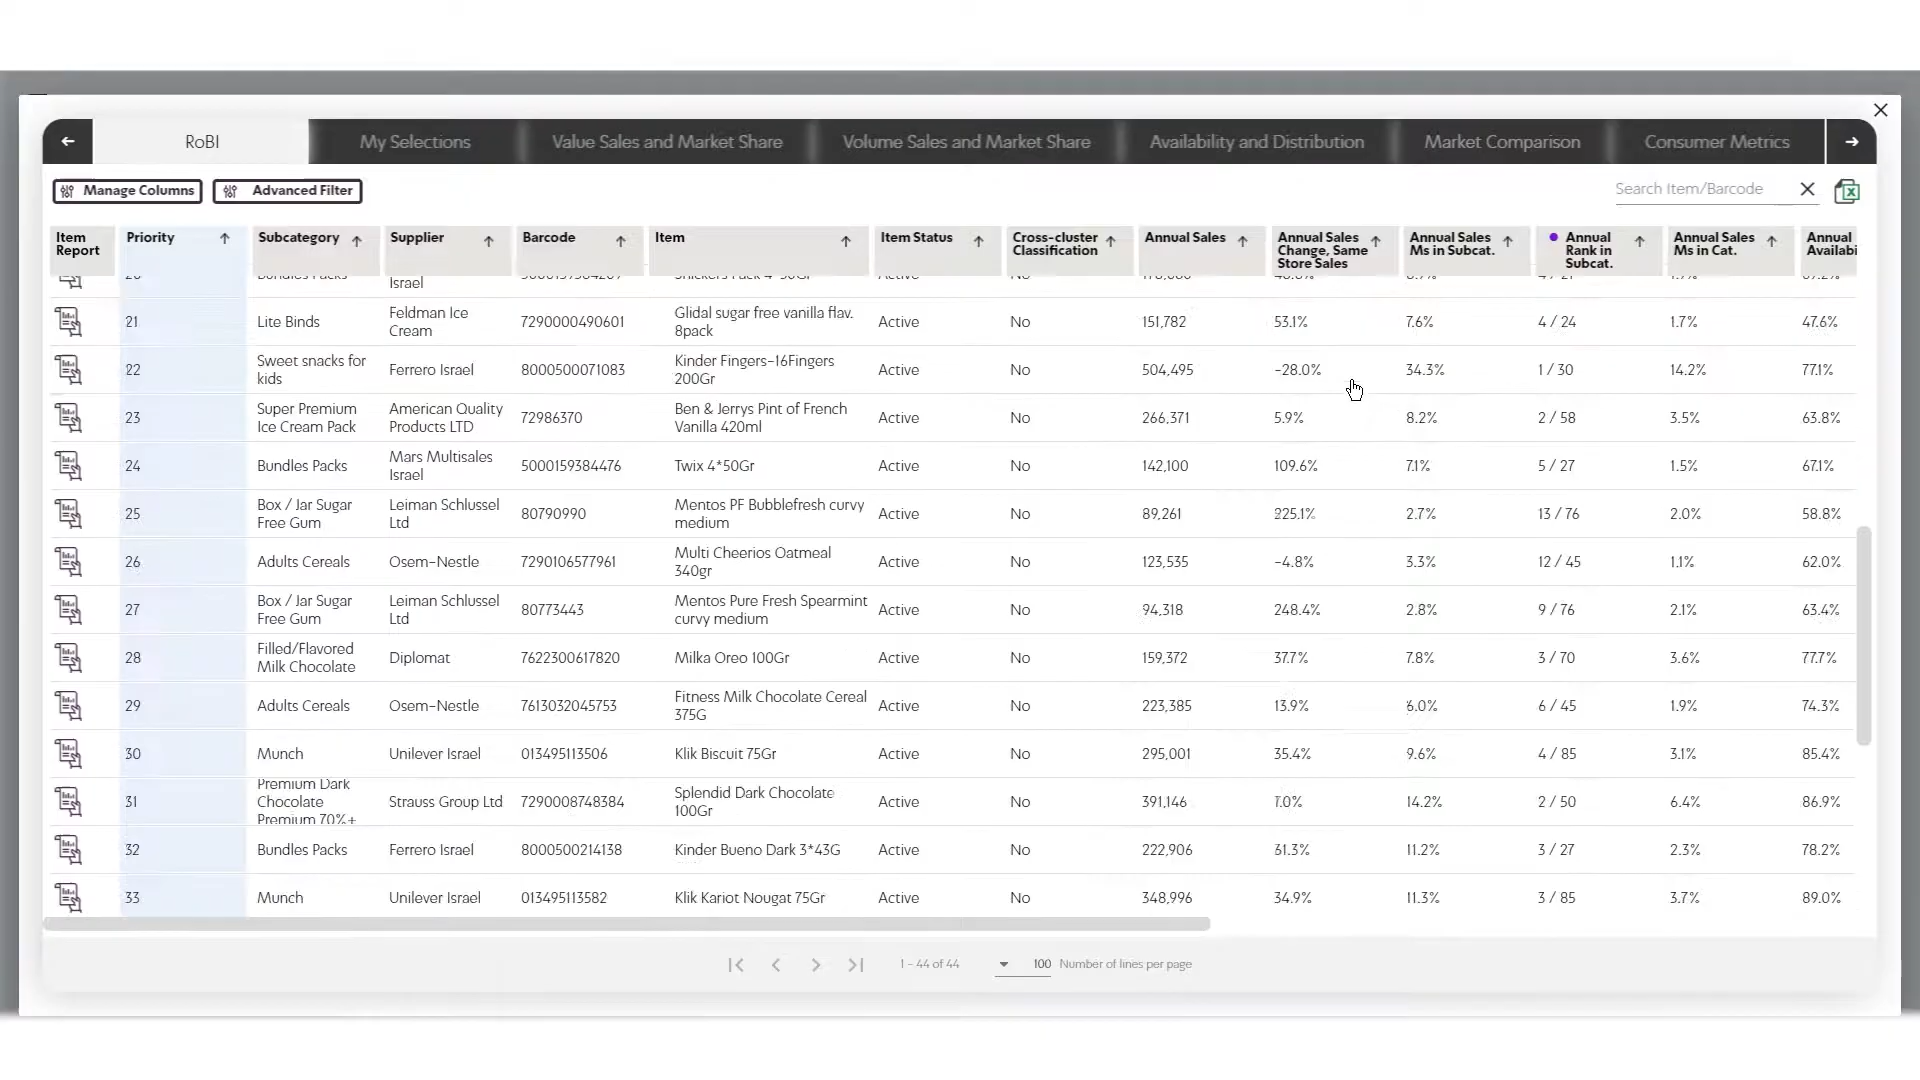 RoBI
My Selections
Value Sales and Market Share
Volume Sales and Market Share
Availability and Distribution
Market Comparison
Consumer Metrics
Manage Columns
Advanced Filter
Search Item/Barcode
Item Report
Priority
Subcategory
Supplier
Barcode
Item
Item Status
Cross-cluster Classification
Annual Sales
Annual Sales Change, Same Store Sales
Annual Sales Ms in Subcat.
Annual Rank in Subcat.
Annual Sales Ms in Cat.
Annual Availabi
Israel
21 Lite Binds Feldman Ice Cream 7290000490601 Glidal sugar free vanilla flav. 8pack Active No 151,782 53.1% 7.6% 4 / 24 1.7% 47.6%
22 Sweet snacks for kids Ferrero Israel 8000500071083 Kinder Fingers-16Fingers 200Gr Active No 504,495 -28.0% 34.3% 1 / 30 14.2% 77.1%
23 Super Premium Ice Cream Pack American Quality Products LTD 72986370 Ben & Jerrys Pint of French Vanilla 420ml Active No 266,371 5.9% 8.2% 2 / 58 3.5% 63.8%
24 Bundles Packs Mars Multisales Israel 5000159384476 Twix 4*50Gr Active No 142,100 109.6% 7.1% 5 / 27 1.5% 67.1%
25 Box / Jar Sugar Free Gum Leiman Schlussel Ltd 80790990 Mentos PF Bubblefresh curvy medium Active No 89,261 225.1% 2.7% 13 / 76 2.0% 58.8%
26 Adults Cereals Osem-Nestle 7290106577961 Multi Cheerios Oatmeal 340gr Active No 123,535 -4.8% 3.3% 12 / 45 1.1% 62.0%
27 Box / Jar Sugar Free Gum Leiman Schlussel Ltd 80773443 Mentos Pure Fresh Spearmint curvy medium Active No 94,318 248.4% 2.8% 9 / 76 2.1% 63.4%
28 Filled/Flavored Milk Chocolate Diplomat 7622300617820 Milka Oreo 100Gr Active No 159,372 37.7% 7.8% 3 / 70 3.6% 77.7%
29 Adults Cereals Osem-Nestle 7613032045753 Fitness Milk Chocolate Cereal 375G Active No 223,385 13.9% 6.0% 6 / 45 1.9% 74.3%
30 Munch Unilever Israel 013495113506 Klik Biscuit 75Gr Active No 295,001 35.4% 9.6% 4 / 85 3.1% 85.4%
31 Premium Dark Chocolate Premium 70%+ Strauss Group Ltd 7290008748384 Splendid Dark Chocolate 100Gr Active No 391,146 14.2% 2 / 50 6.4% 86.9%
32 Bundles Packs Ferrero Israel 8000500214138 Kinder Bueno Dark 3*43G Active No 222,906 31.3% 11.2% 3 / 27 2.3% 78.2%
33 Munch Unilever Israel 013495113582 Klik Kariot Nougat 75Gr Active No 348,996 34.9% 11.3% 3 / 85 3.7% 89.0%
1 - 44 of 44
100 Number of lines per page